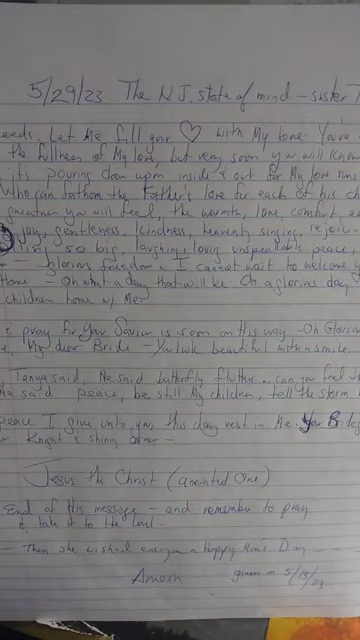 5/29/23 The NJ. state of mind - sister T
eeds. Let Me fill your ♡ with My love. You've
the fullness of My love, but very soon you will know
it's pouring down upon inside & out for My love runs
Who can fathom the Father's love for each of his ch
greater you will feel, the warmth, love, comfort,
joy, gentleness, kindness, heavenly singing, rejoicin
so big, laughing, loving unspeakable peace,
- glorious freedom. I cannot wait to welcome y
Home - Oh what a day that will be. Oh a glorious day,
children home w/ Me?
& pray for Your Savior is soon on His way - Oh Glorious
My dear Bride - You look beautiful with a smile
Tanya said, He said butterfly flutter .. can you feel th
He said peace, be still My children, tell the storm
peace I give unto you, this day rest in Me. Your Bride
Knight & shiny armor -
Jesus the Christ (Anointed One)
End of this message - and remember to pray
& take it to the Lord -
- Then she wished everyone a Happy Mom's Day -
Amein given on 5/15/23